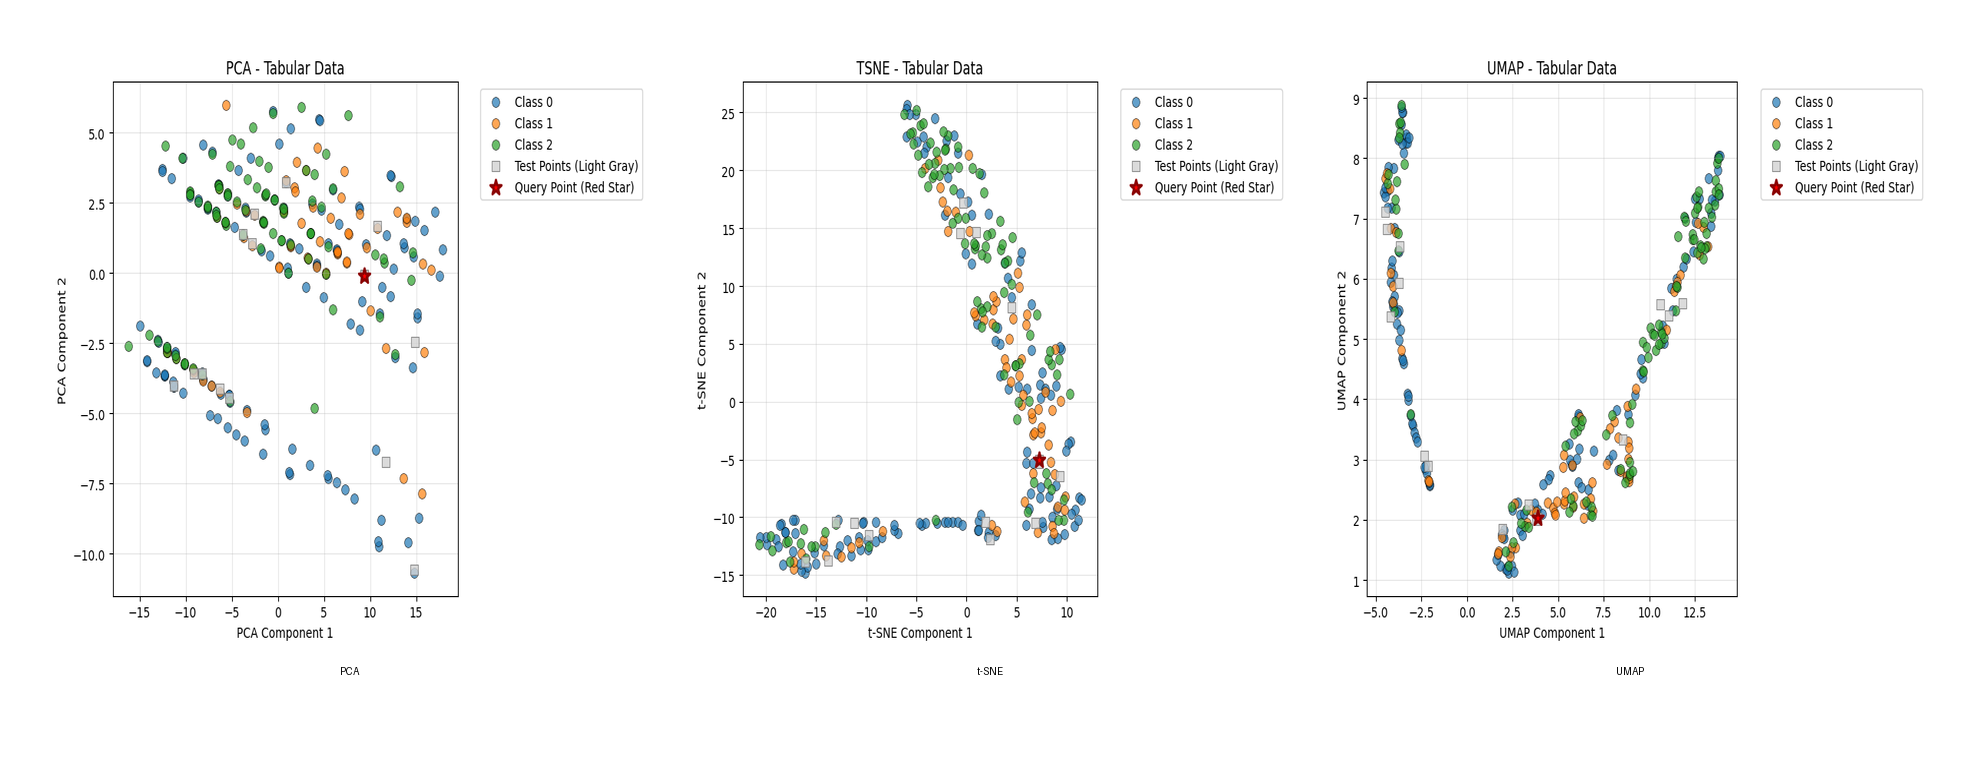 PCA - Tabular Data
5.0
2.5
0.0
−2.5
−5.0
−7.5
−10.0
PCA Component 2
−15
−10
−5
0
5
10
15
PCA Component 1
Class 0
Class 1
Class 2
Test Points (Light Gray)
Query Point (Red Star)
PCA
TSNE - Tabular Data
25
20
15
10
5
0
−5
−10
−15
t-SNE Component 2
−20
−15
−10
−5
0
5
10
t-SNE Component 1
Class 0
Class 1
Class 2
Test Points (Light Gray)
Query Point (Red Star)
t-SNE
UMAP - Tabular Data
9
8
7
6
5
4
3
2
1
UMAP Component 2
−5.0
−2.5
0.0
2.5
5.0
7.5
10.0
12.5
UMAP Component 1
Class 0
Class 1
Class 2
Test Points (Light Gray)
Query Point (Red Star)
UMAP